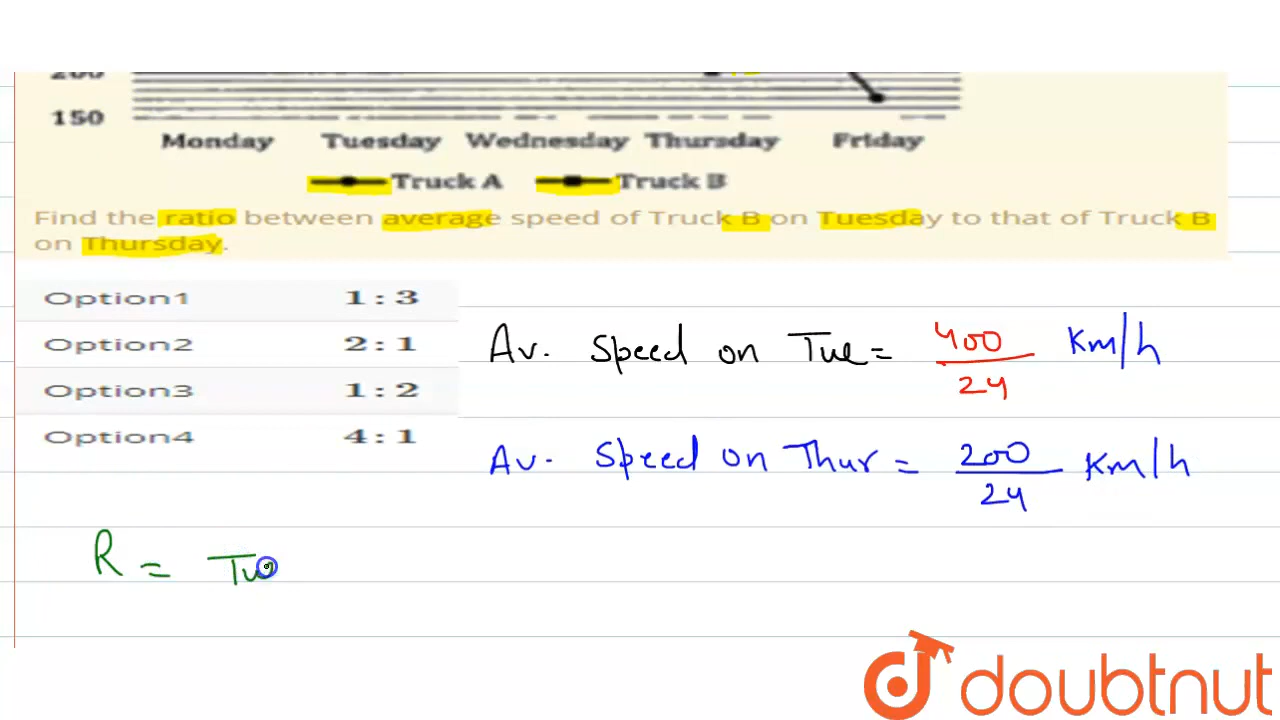 200
150
Monday Tuesday Wednesday Thursday Friday
Truck A Truck B
Find the ratio between average speed of Truck B on Tuesday to that of Truck B
on Thursday.
Option1 1 : 3
Option2 2 : 1
Option3 1 : 2
Option4 4 : 1
Av. Speed on Tue = 400/24 Km/h
Av. Speed on Thur = 200/24 Km/h
R = Tu
doubtnut